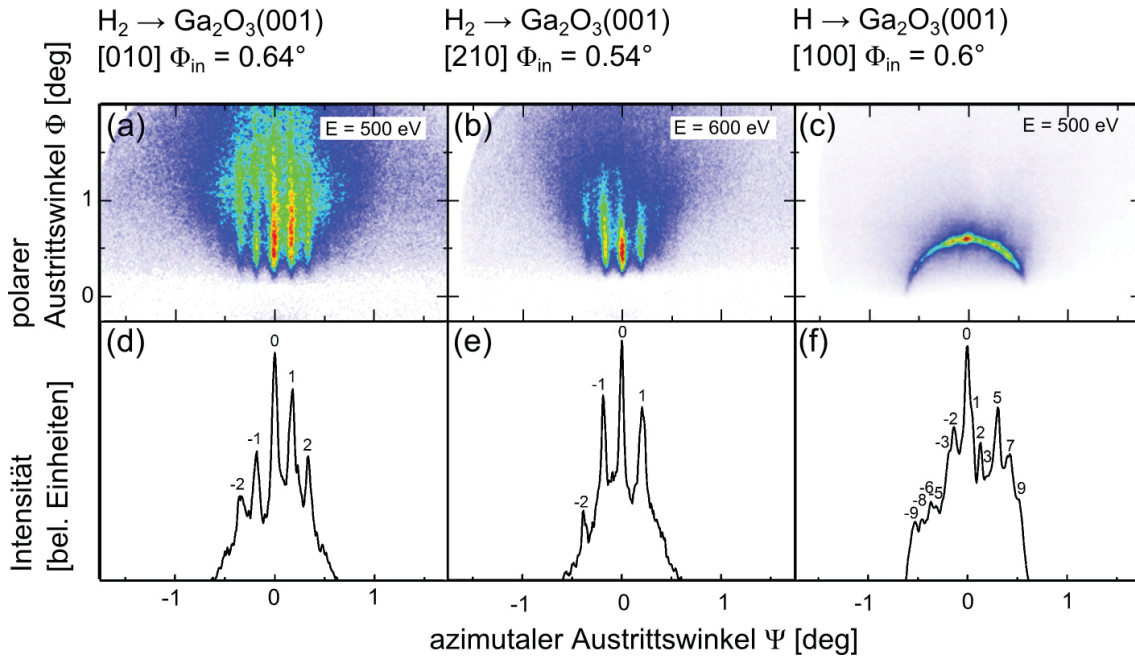 H₂ → Ga₂O₃(001)
[010] Φin = 0.64°
H₂ → Ga₂O₃(001)
[210] Φin = 0.54°
H → Ga₂O₃(001)
[100] Φin = 0.6°
polarer
Austrittswinkel Φ [deg]
1
0
(a)
E = 500 eV
(b)
E = 600 eV
(c)
E = 500 eV
Intensität
[bel. Einheiten]
(d)
-2
-1
0
1
2
(e)
-2
-1
0
1
(f)
-9
-8
-6
-5
-3
-2
0
1
2
3
5
7
9
-1
0
1
-1
0
1
-1
0
1
azimutaler Austrittswinkel Ψ [deg]